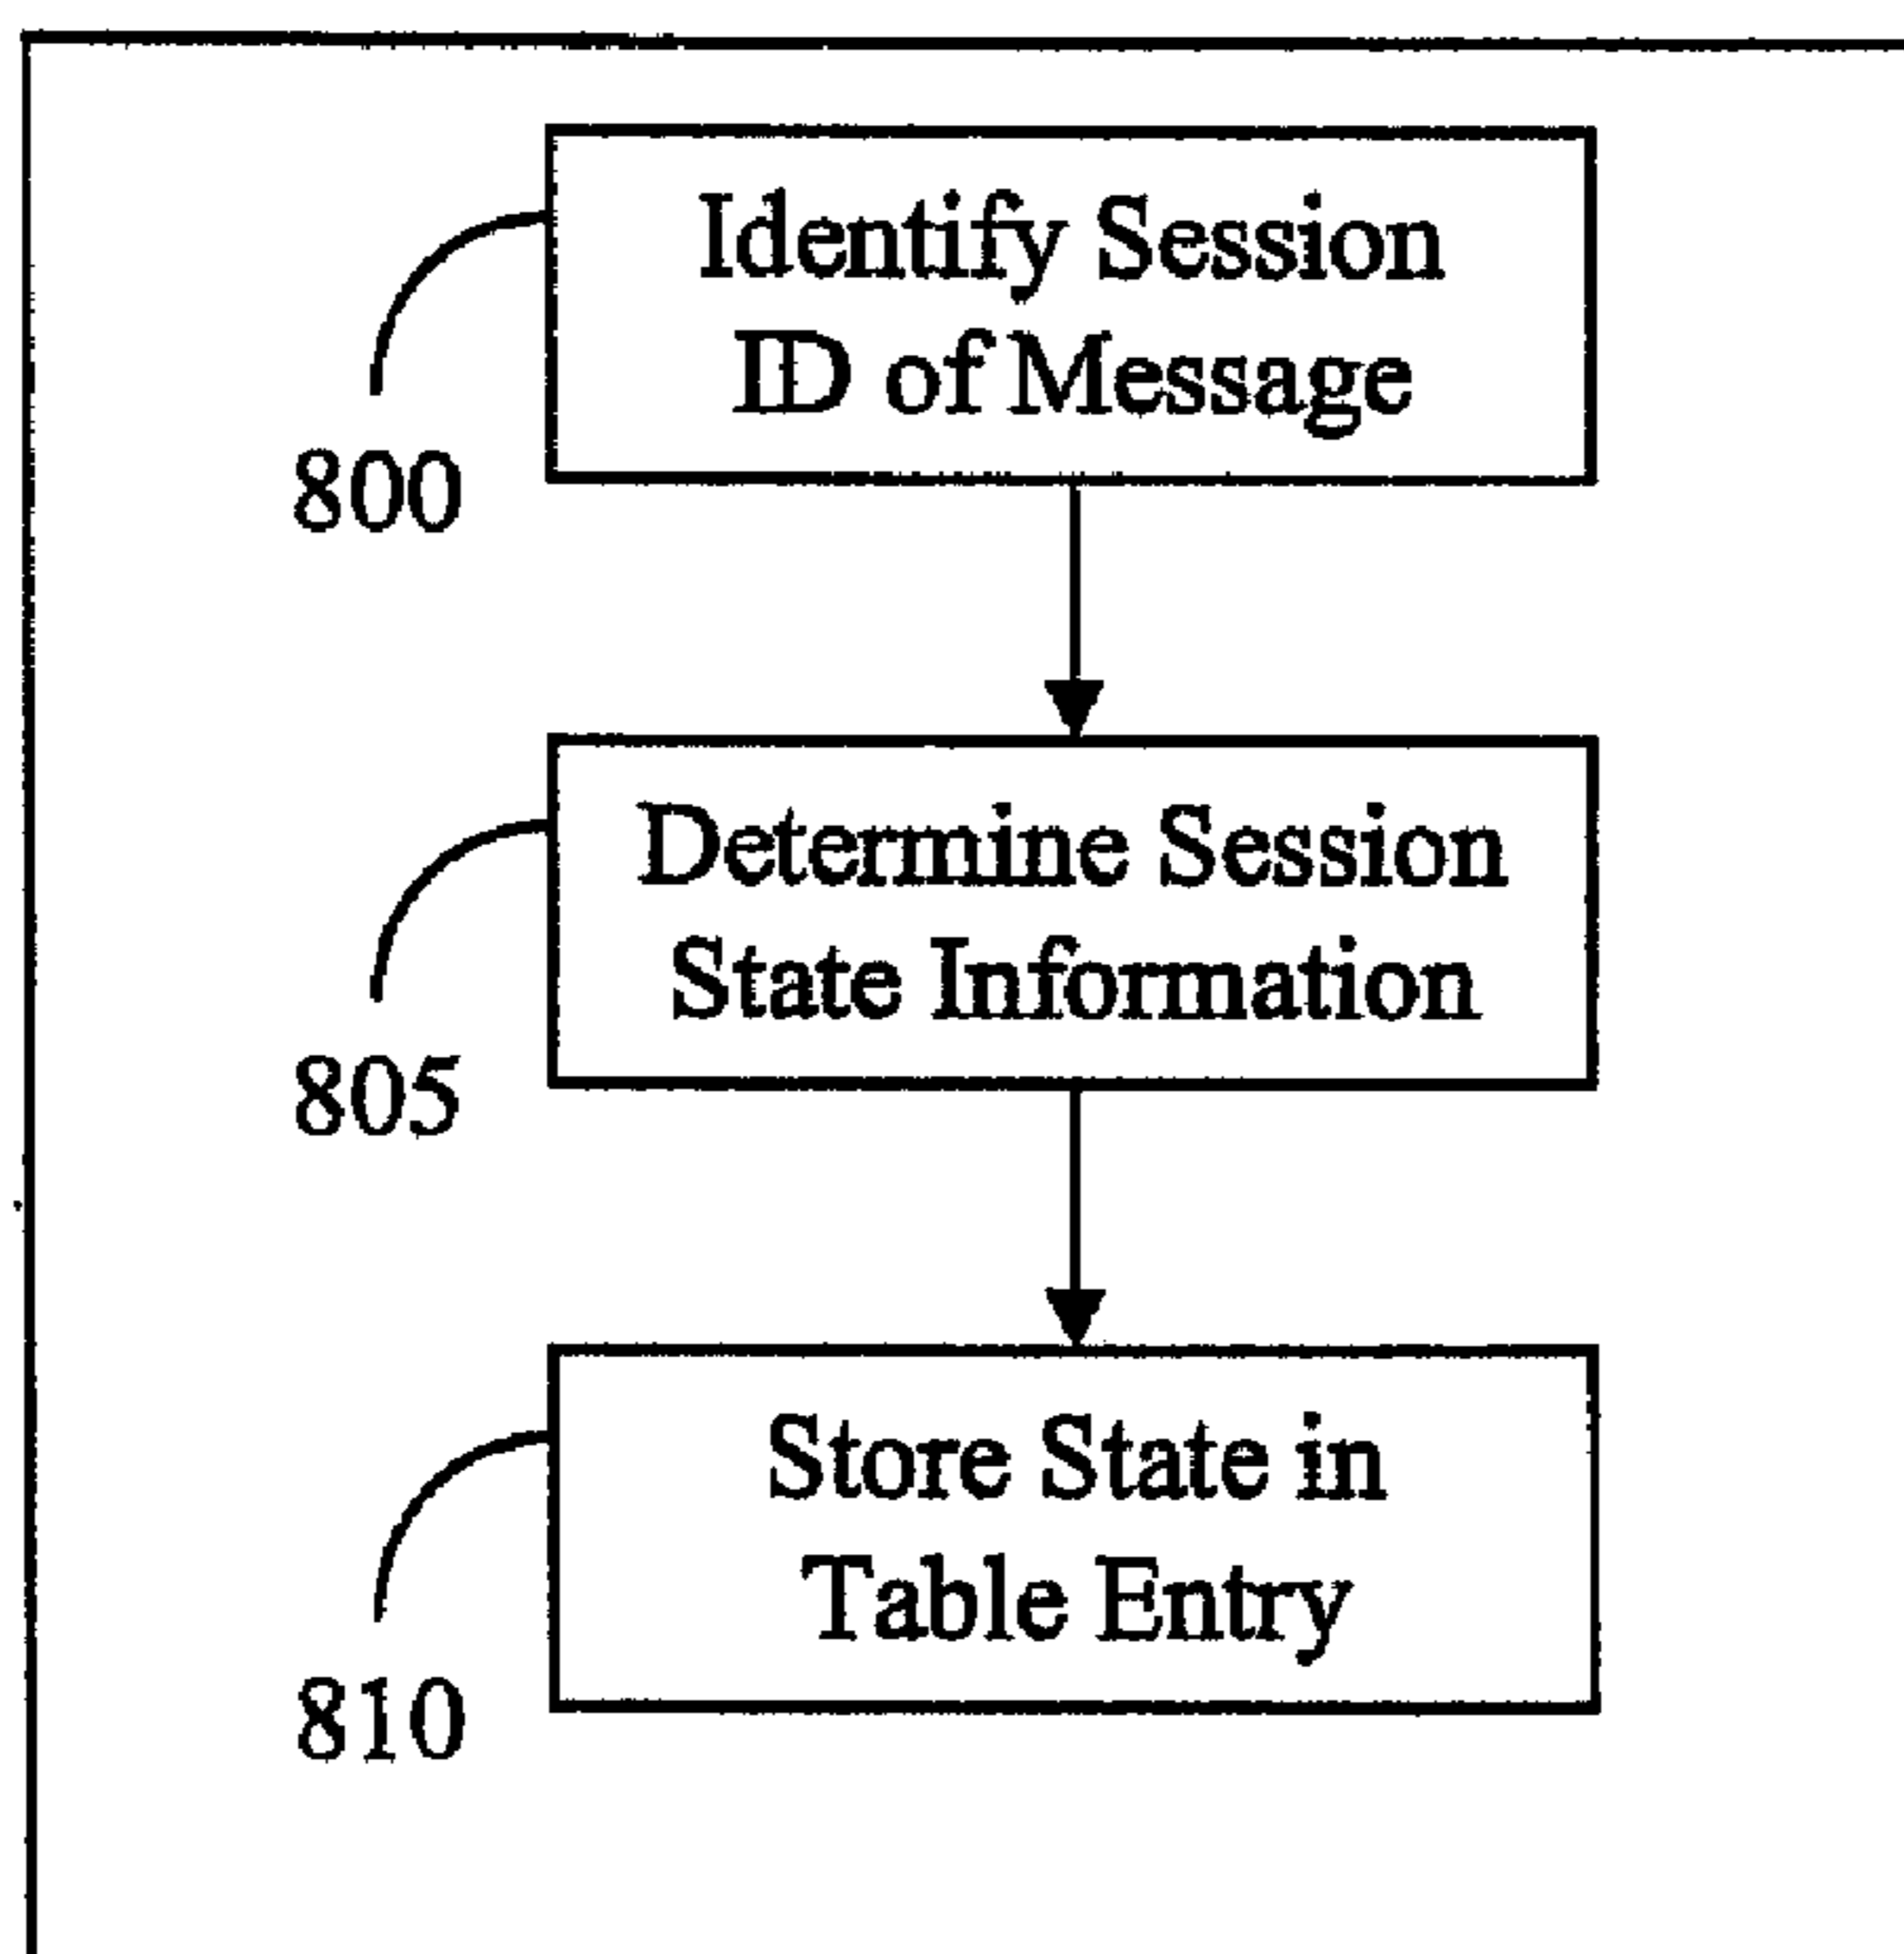 Identify Session
ID of Message
800
Determine Session
State Information
805
Store State in
Table Entry
810